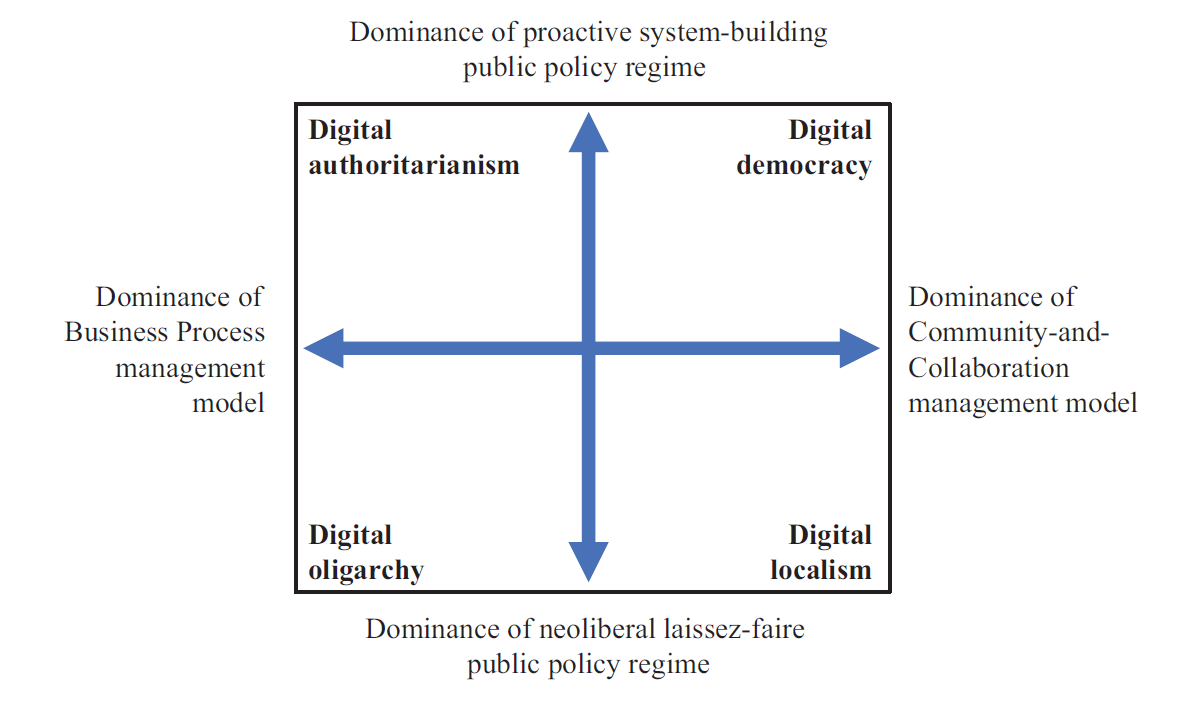 Dominance of proactive system-building
public policy regime
Digital
authoritarianism
Digital
democracy
Dominance of
Business Process
management
model
Dominance of
Community-and-
Collaboration
management model
Digital
oligarchy
Digital
localism
Dominance of neoliberal laissez-faire
public policy regime